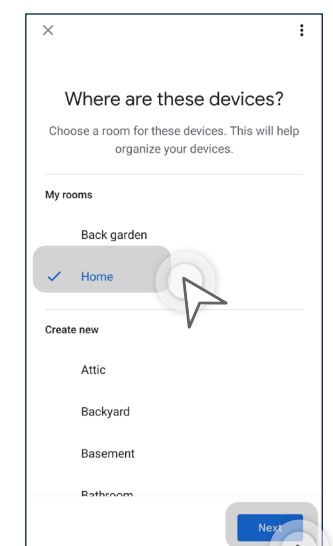 Where are these devices?
Choose a room for these devices. This will help
organize your devices.
My rooms
Back garden
Home
Create new
Attic
Backyard
Basement
Bathroom
Next